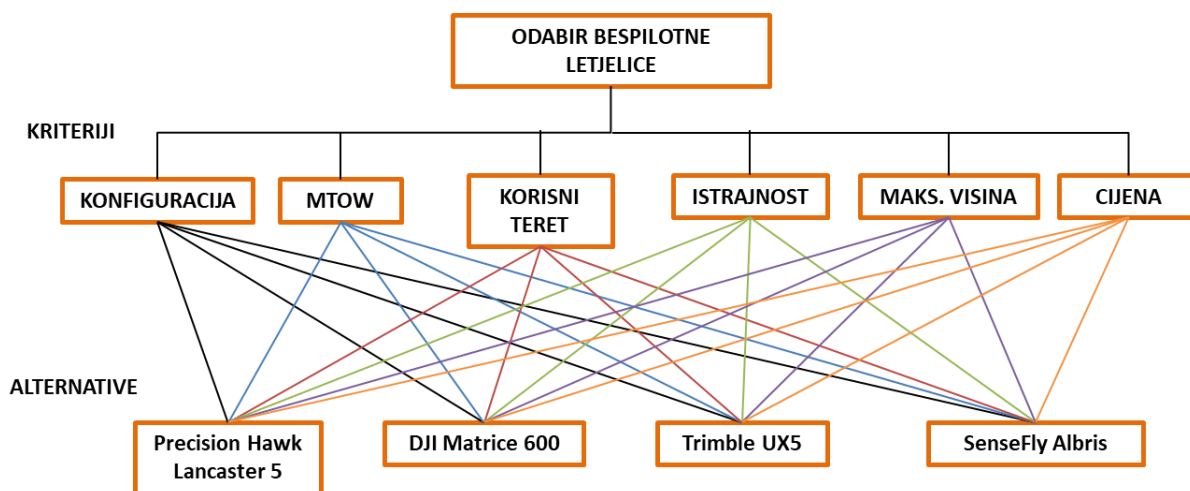 ODABIR BESPILOTNE
LETJELICE
KRITERIJI
KONFIGURACIJA
MTOW
KORISNI
TERET
ISTRAJNOST
MAKS. VISINA
CIJENA
ALTERNATIVE
Precision Hawk
Lancaster 5
DJI Matrice 600
Trimble UX5
SenseFly Albris